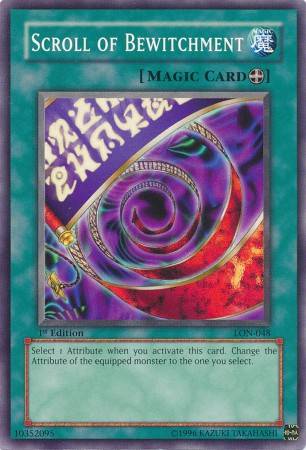 SCROLL OF BEWITCHMENT
MAGIC
魔
[MAGIC CARD]
1st Edition
LON-048
Select 1 Attribute when you activate this card. Change the
Attribute of the equipped monster to the one you select.
10352095
©1996 KAZUKI TAKAHASHI